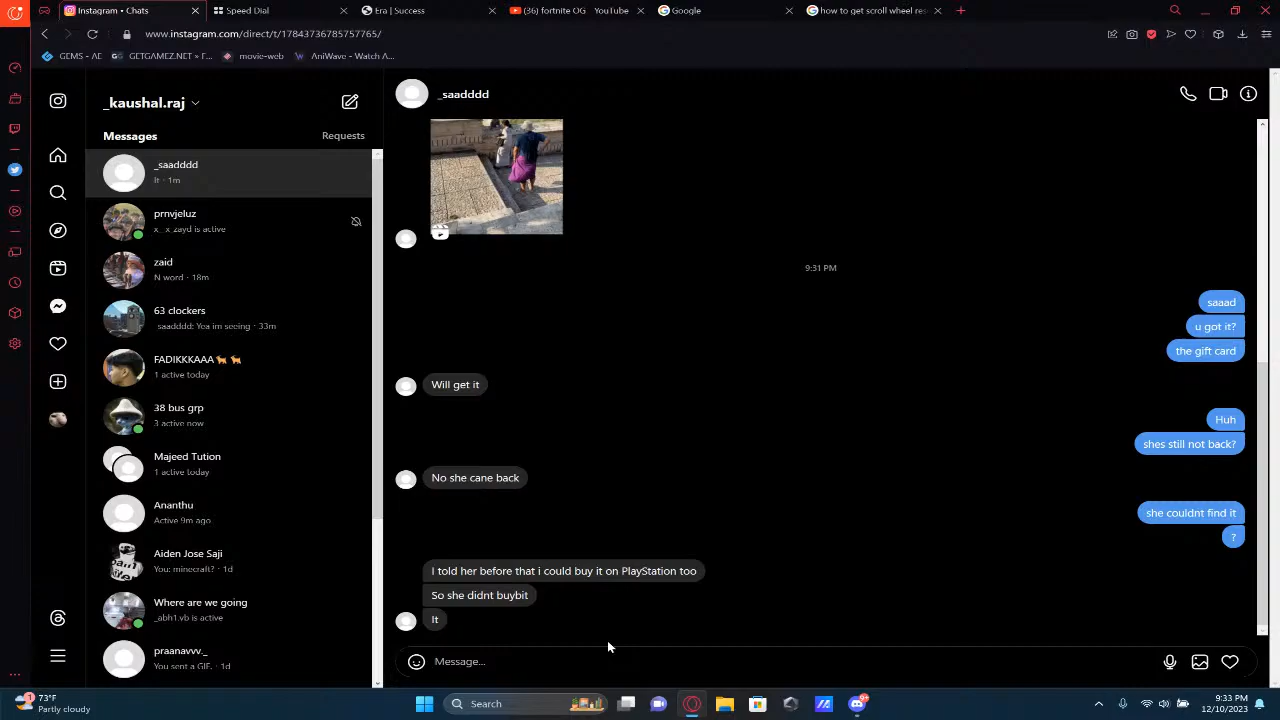 Instagram • Chats
Speed Dial
Era | Success
(36) fortnite OG - YouTube
Google
how to get scroll wheel res
www.instagram.com/direct/t/17843736785757765/
GEMS - AE
GETGAMEZ.NET » F...
movie-web
AniWave - Watch A...
_kaushal.raj
Messages
Requests
_saadddd
It · 1m
prnvjeluz
x_x zayd is active
zaid
N word · 18m
63 clockers
saadddd: Yea im seeing · 33m
FADIKKKAAA🐈🐈
1 active today
38 bus grp
3 active now
Majeed Tution
1 active today
Ananthu
Active 9m ago
Aiden Jose Saji
You: minecraft? · 1d
Where are we going
_abh1.vb is active
praanavvv._
You sent a GIF. · 1d
_saadddd
9:31 PM
saaad
u got it?
the gift card
Will get it
Huh
shes still not back?
No she cane back
she couldnt find it
?
I told her before that i could buy it on PlayStation too
So she didnt buybit
It
Message...
1
73°F
Partly cloudy
Search
9+
9:33 PM
12/10/2023